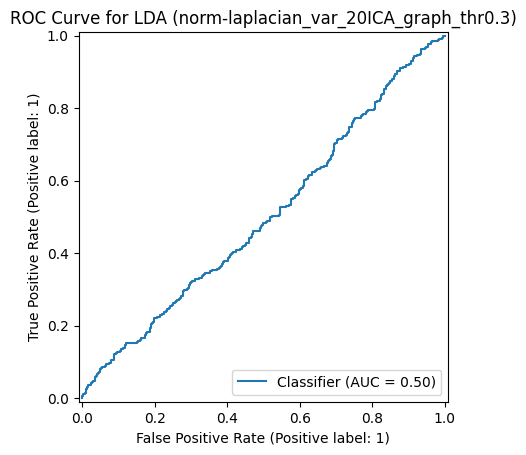 ROC Curve for LDA (norm-laplacian_var_20ICA_graph_thr0.3)
1.0
0.8
0.6
0.4
0.2
0.0
True Positive Rate (Positive label: 1)
Classifier (AUC = 0.50)
0.0 0.2 0.4 0.6 0.8 1.0
False Positive Rate (Positive label: 1)